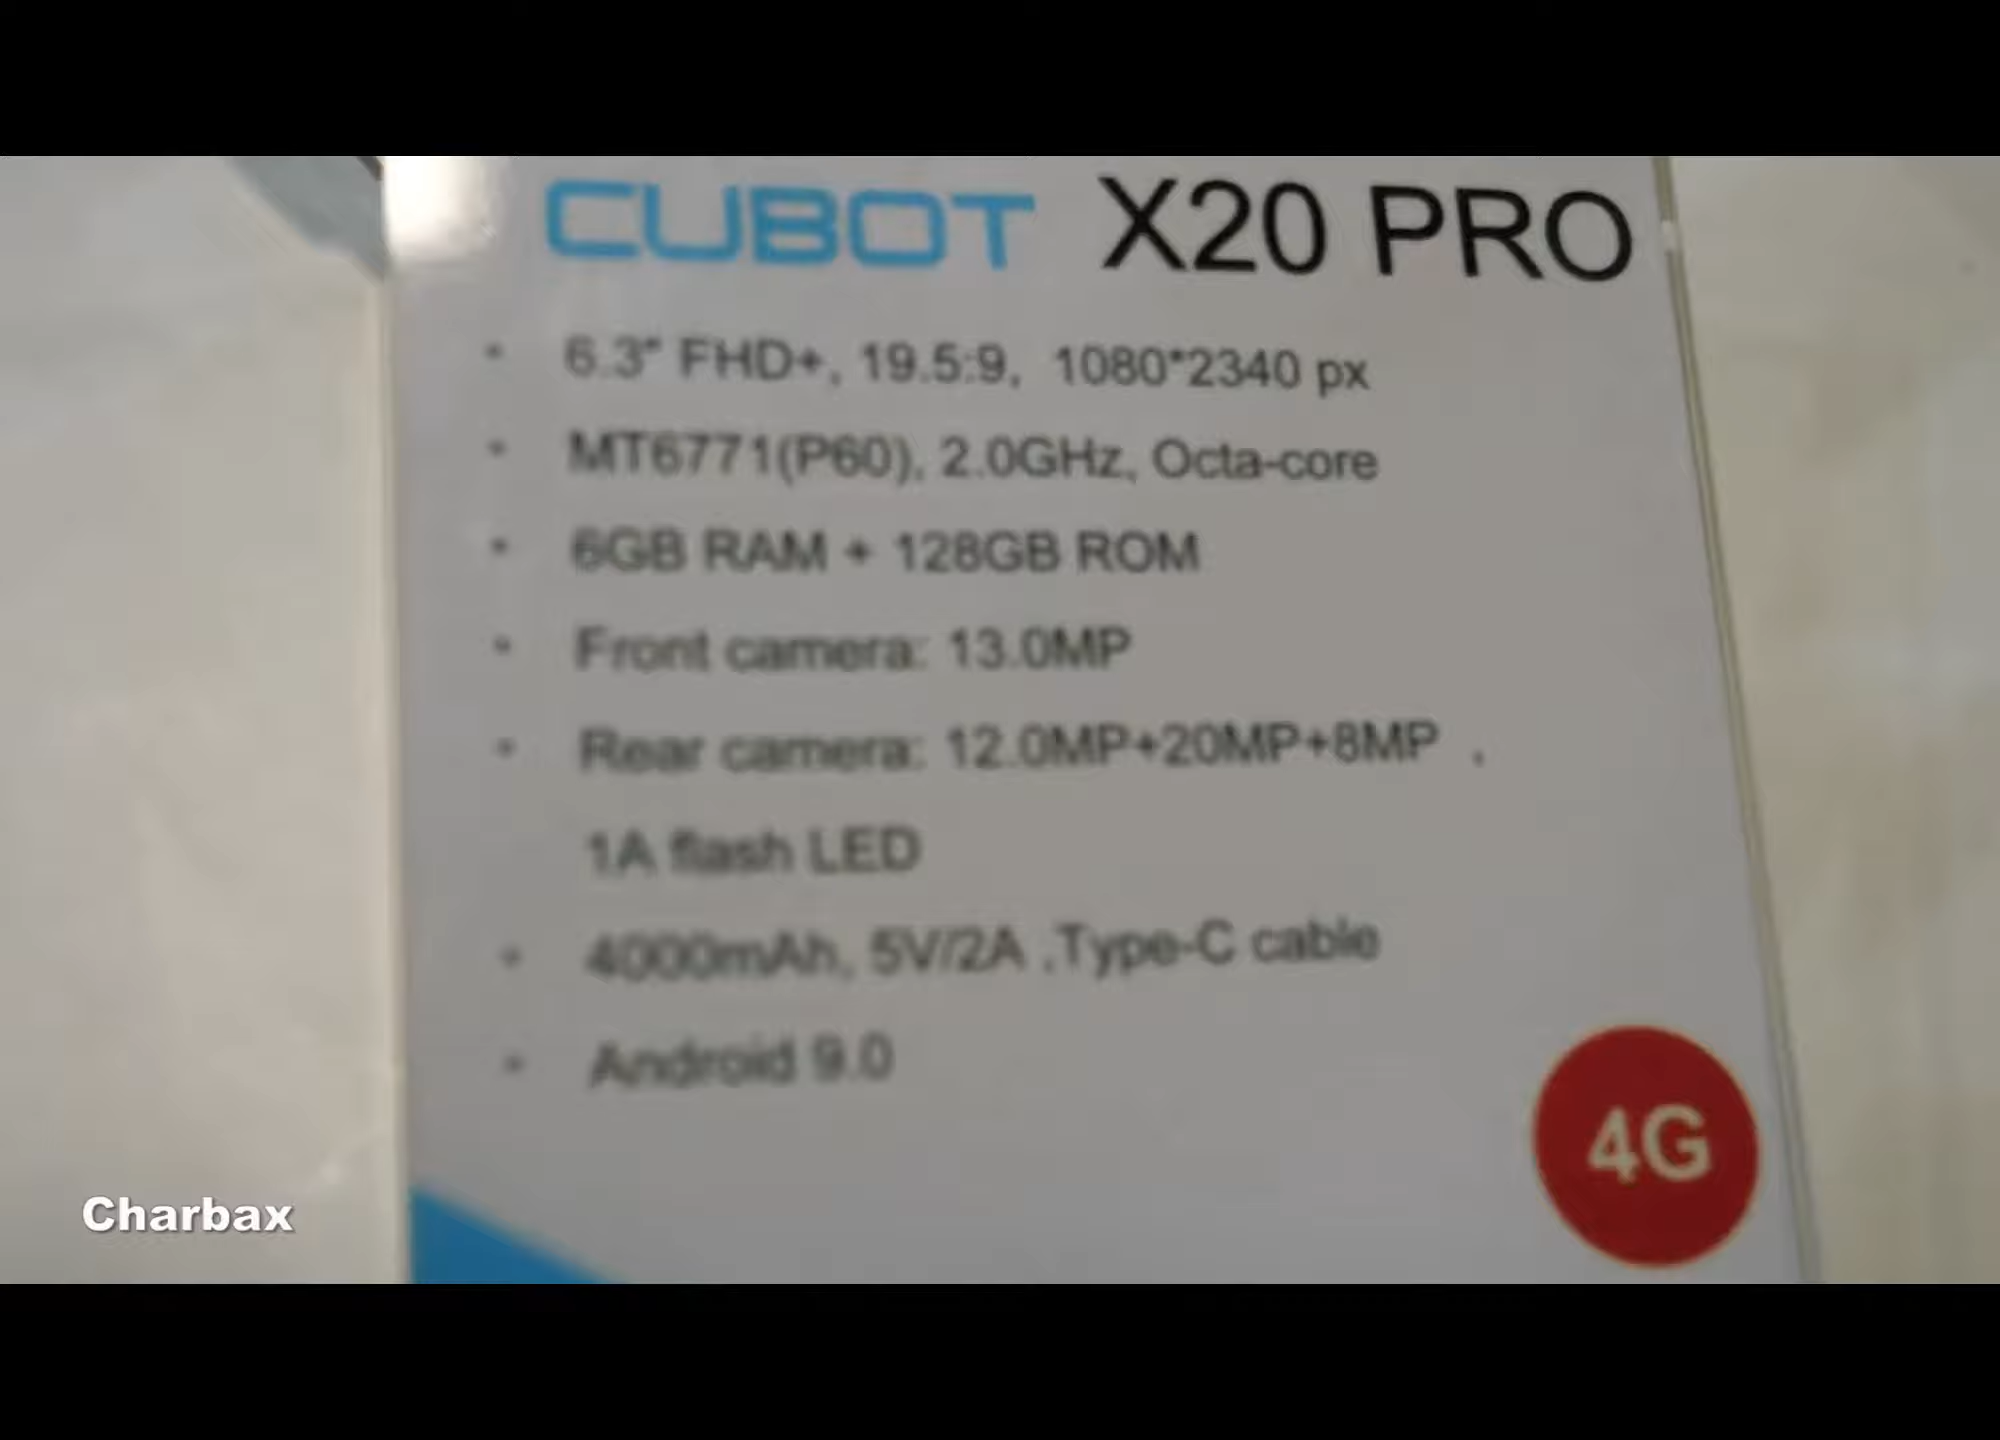 CUBOT X20 PRO
• 6.3" FHD+, 19.5:9, 1080*2340 px
• MT6771(P60), 2.0GHz, Octa-core
• 6GB RAM + 128GB ROM
• Front camera: 13.0MP
• Rear camera: 12.0MP+20MP+8MP ,
1A flash LED
• 4000mAh, 5V/2A ,Type-C cable
• Android 9.0
4G
Charbax